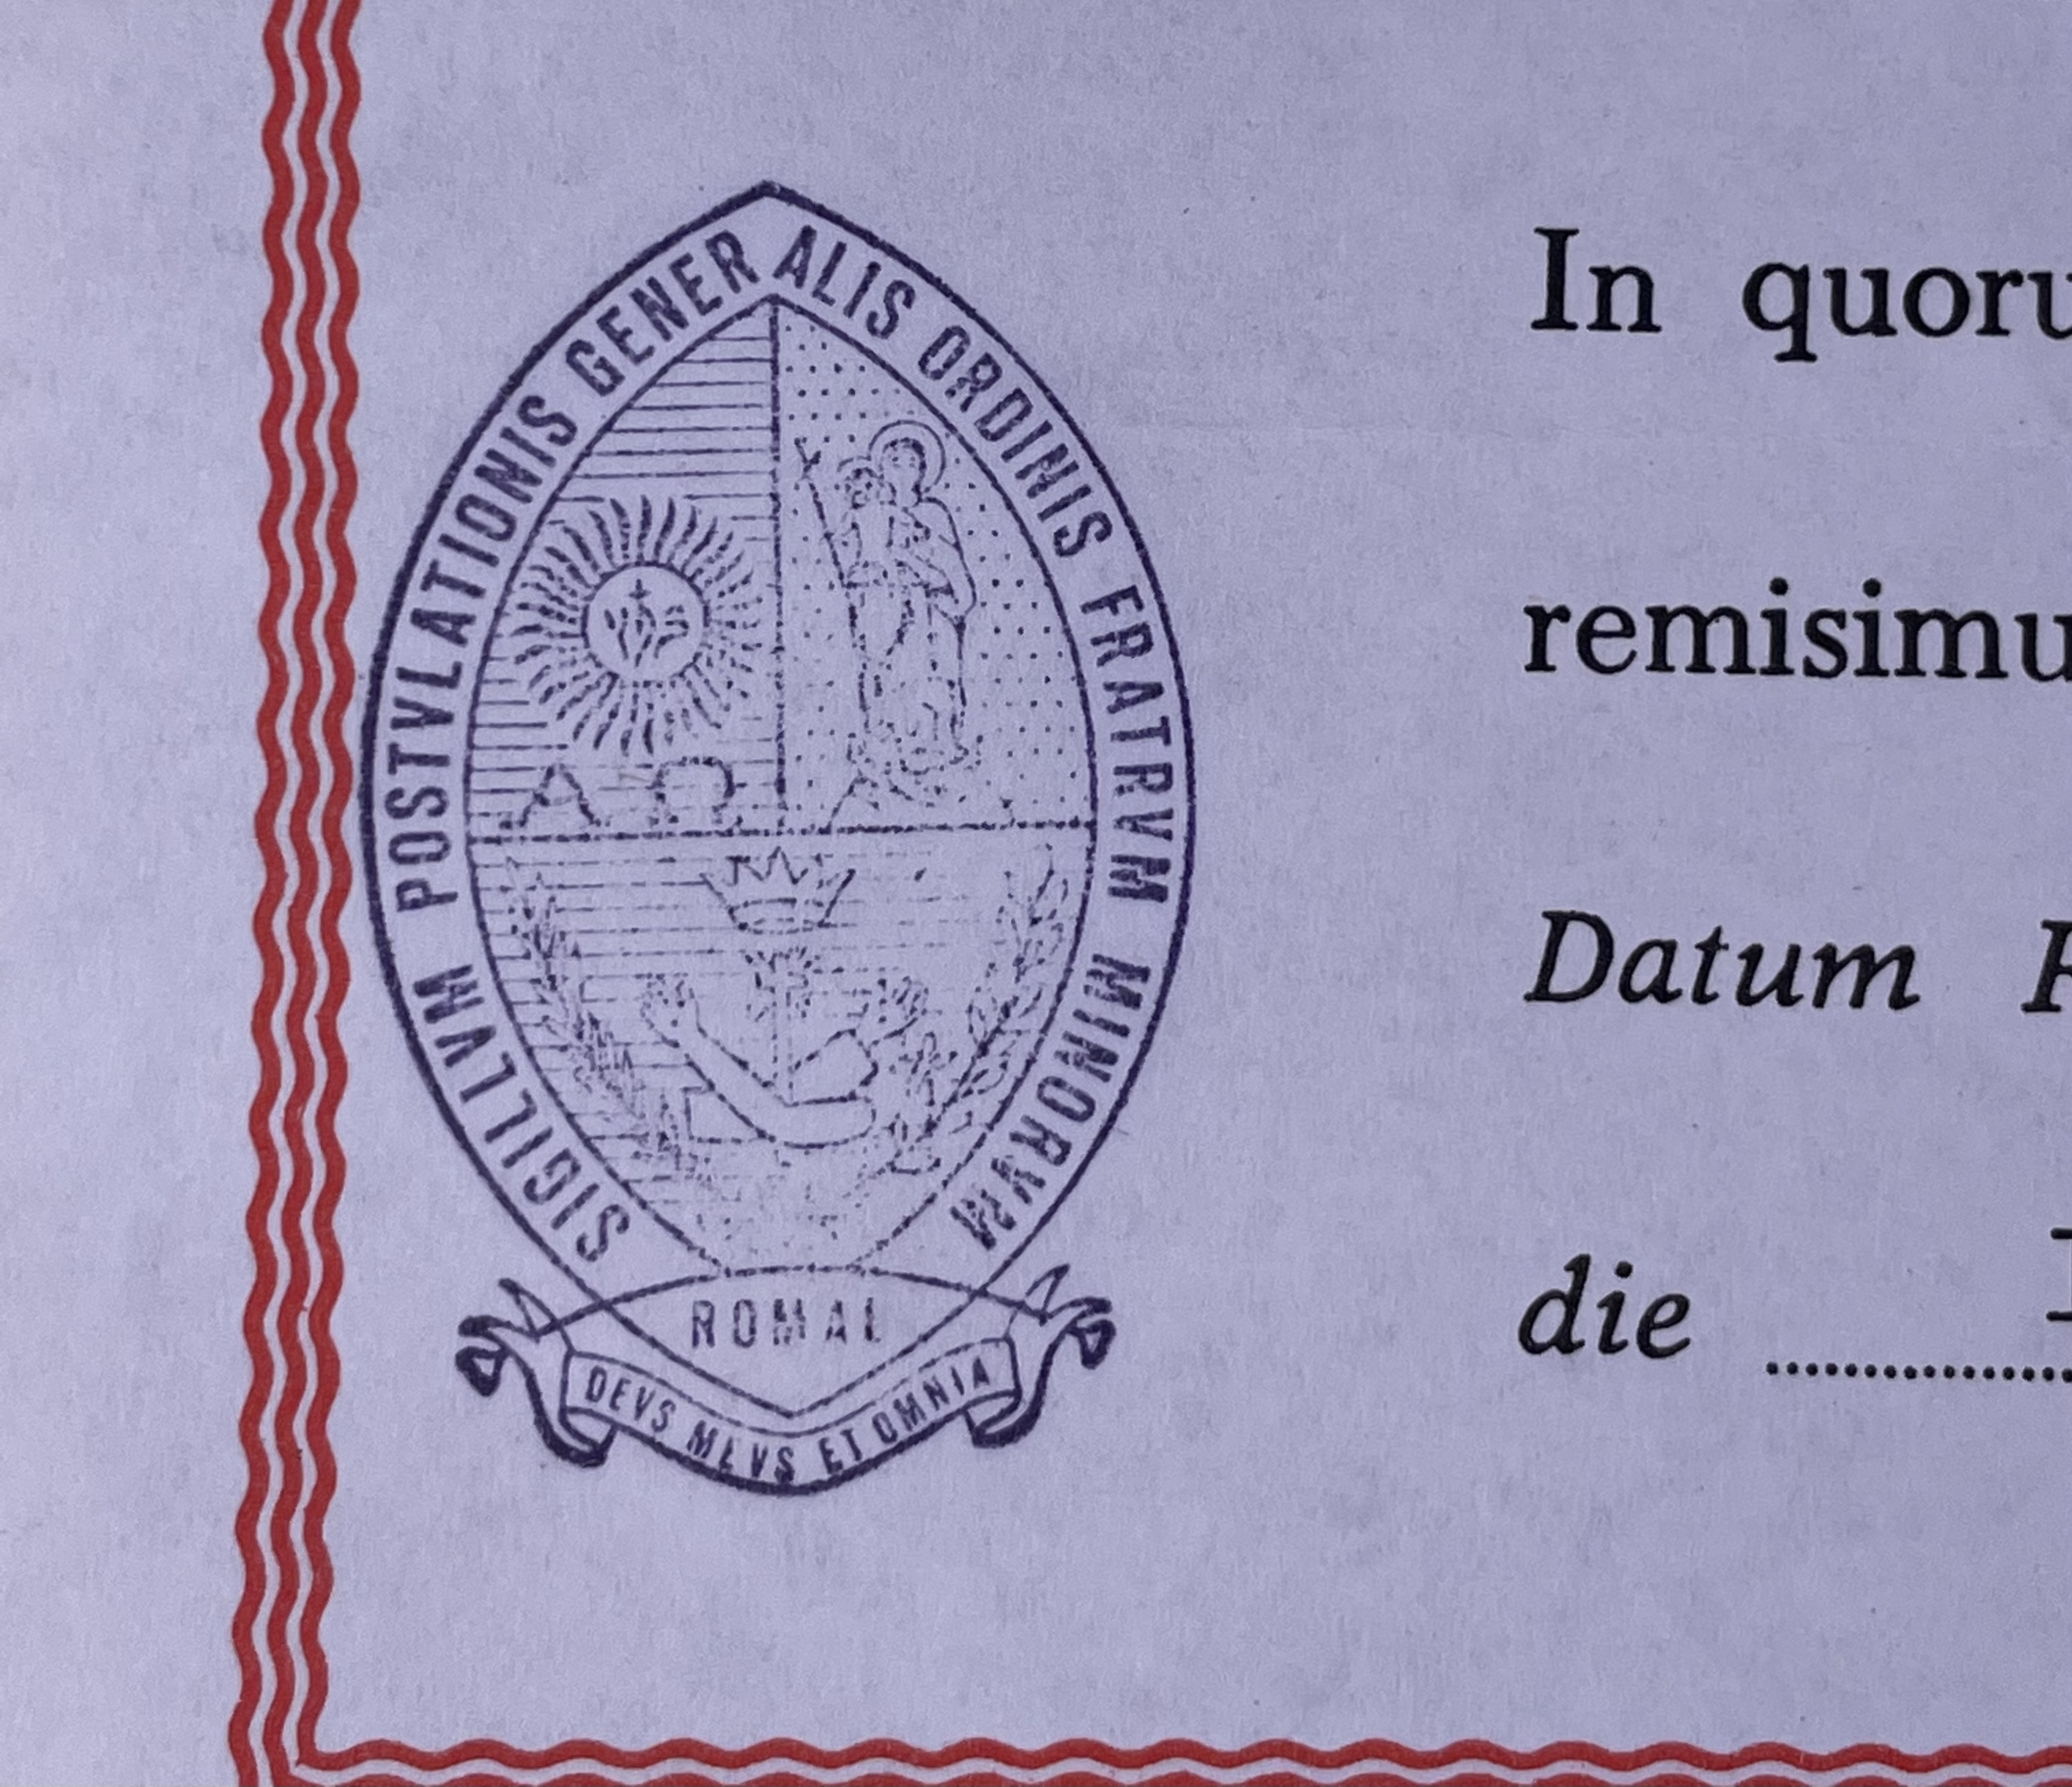 SIGILLVM POSTVLATIONIS GENERALIS ORDINIS FRATRVM MINORVM
Α Ω
ROMAE
DEVS MEVS ET OMNIA
In quoru
remisimu
Datum
die